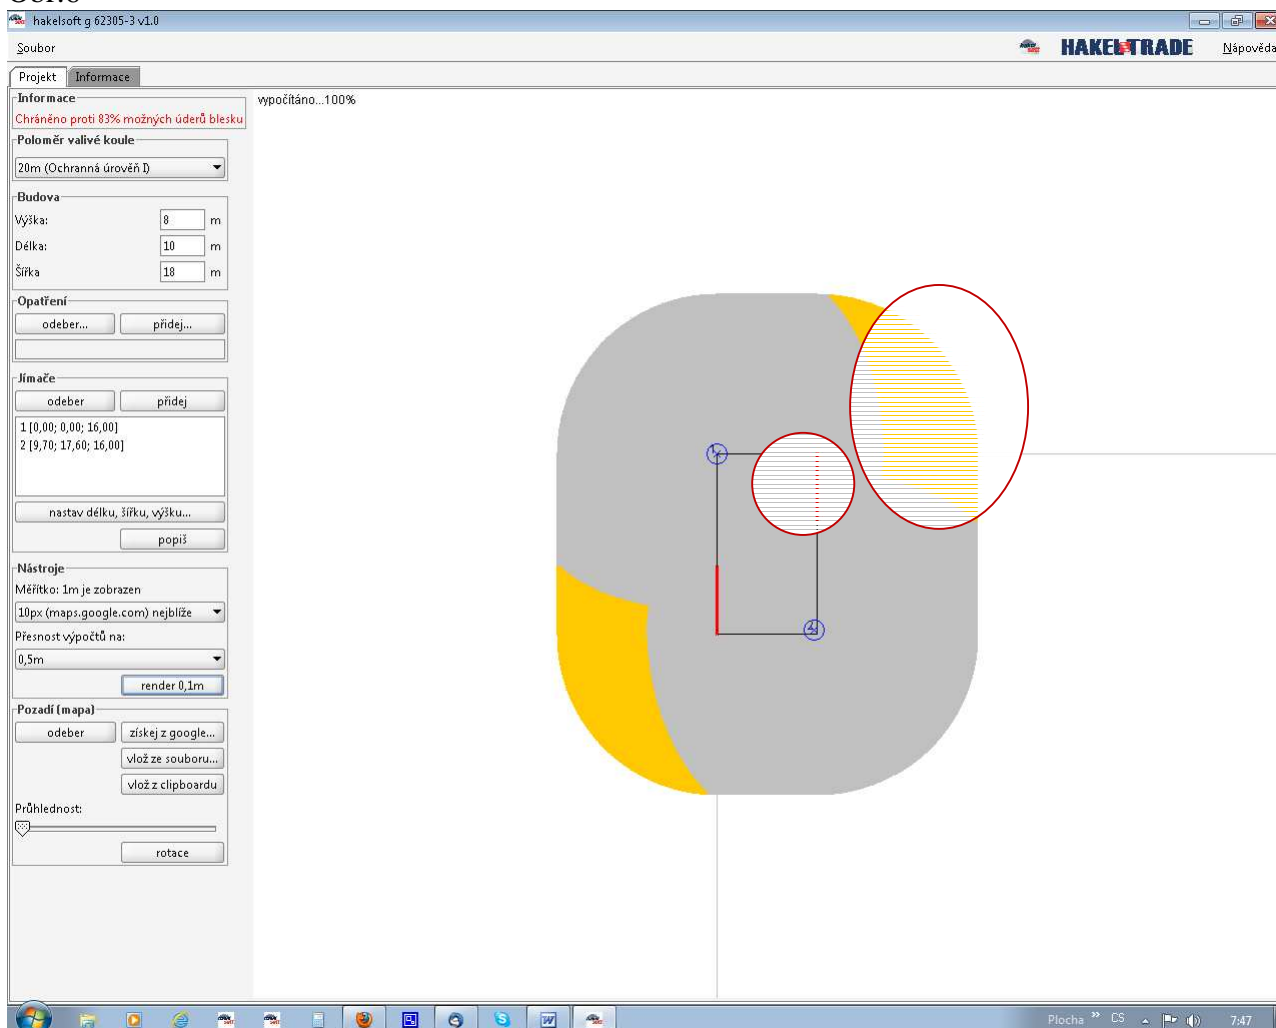 hakelsoft g 62305-3 v1.0
Soubor
HAKEL TRADE
Nápověda
Projekt
Informace
Informace
Chráněno proti 83% možných úderů blesku
vypočítáno...100%
Poloměr valivé koule
20m (Ochranná úrověň I)
Budova
Výška:
8
m
Délka:
10
m
Šířka
18
m
Opatření
odeber...
přidej...
Jímače
odeber
přidej
1 [0,00; 0,00; 16,00]
2 [9,70; 17,60; 16,00]
nastav délku, šířku, výšku...
popiš
Nástroje
Měřítko: 1m je zobrazen
10px (maps.google.com) nejblíže
Přesnost výpočtů na:
0,5m
render 0,1m
Pozadí (mapa)
odeber
získej z google...
vlož ze souboru...
vlož z clipboardu
Průhlednost:
rotace
Plocha
CS
7:47